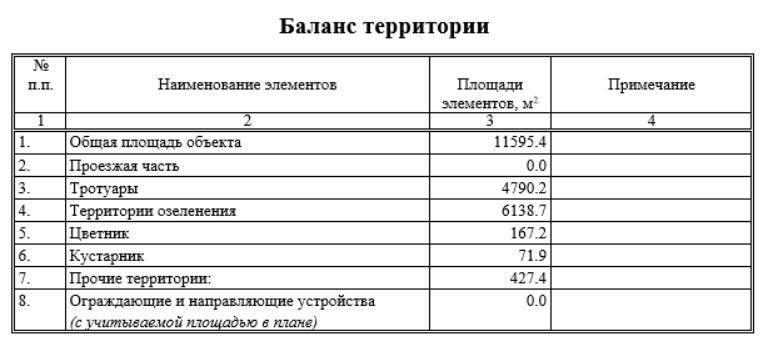 Баланс территории
№ п.п. Наименование элементов Площади элементов, м² Примечание
1 2 3 4
1. Общая площадь объекта 11595.4
2. Проезжая часть 0.0
3. Тротуары 4790.2
4. Территории озеленения 6138.7
5. Цветник 167.2
6. Кустарник 71.9
7. Прочие территории: 427.4
8. Ограждающие и направляющие устройства 0.0
(с учитываемой площадью в плане)